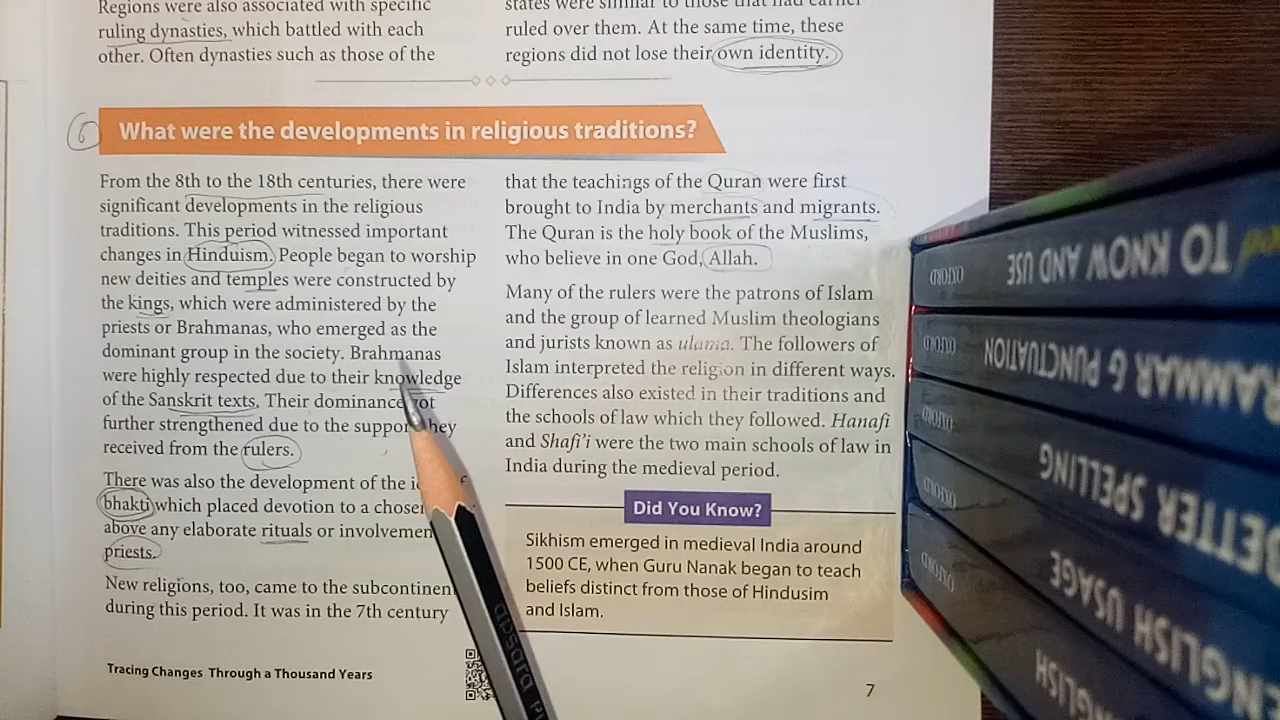 Regions were also associated with specific
ruling dynasties, which battled with each
other. Often dynasties such as those of the
states were similar to those that had earlier
ruled over them. At the same time, these
regions did not lose their own identity.
6
What were the developments in religious traditions?
From the 8th to the 18th centuries, there were
significant developments in the religious
traditions. This period witnessed important
changes in Hinduism. People began to worship
new deities and temples were constructed by
the kings, which were administered by the
priests or Brahmanas, who emerged as the
dominant group in the society. Brahmanas
were highly respected due to their knowledge
of the Sanskrit texts. Their dominance got
further strengthened due to the support they
received from the rulers.
There was also the development of the
bhakti which placed devotion to a chosen
above any elaborate rituals or involvement
priests.
New religions, too, came to the subcontinent
during this period. It was in the 7th century
that the teachings of the Quran were first
brought to India by merchants and migrants.
The Quran is the holy book of the Muslims,
who believe in one God, Allah.
Many of the rulers were the patrons of Islam
and the group of learned Muslim theologians
and jurists known as ulama. The followers of
Islam interpreted the religion in different ways.
Differences also existed in their traditions and
the schools of law which they followed. Hanafi
and Shafi'i were the two main schools of law in
India during the medieval period.
Did You Know?
Sikhism emerged in medieval India around
1500 CE, when Guru Nanak began to teach
beliefs distinct from those of Hindusim
and Islam.
Tracing Changes Through a Thousand Years
7
apsara
TO KNOW AND USE
OXFORD
GRAMMAR & PUNCTUATION
OXFORD
BETTER SPELLING
OXFORD
ENGLISH USAGE
OXFORD
ENGLISH
OXFORD